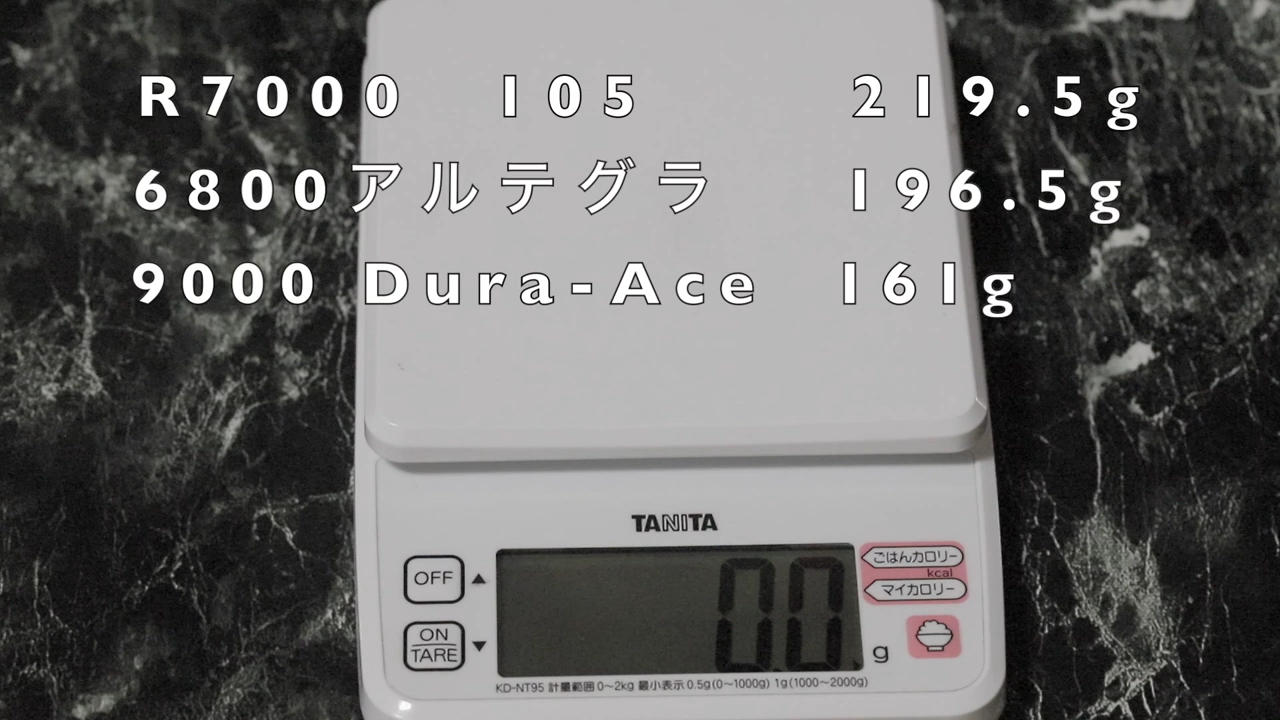 R7000 105 219.5g
6800アルテグラ 196.5g
9000 Dura-Ace 161g
TANITA
OFF
ON
TARE
0.0 g
ごはんカロリー
kcal
マイカロリー
KD-NT95 計量範囲 0～2kg 最小表示 0.5g(0～1000g) 1g(1000～2000g)